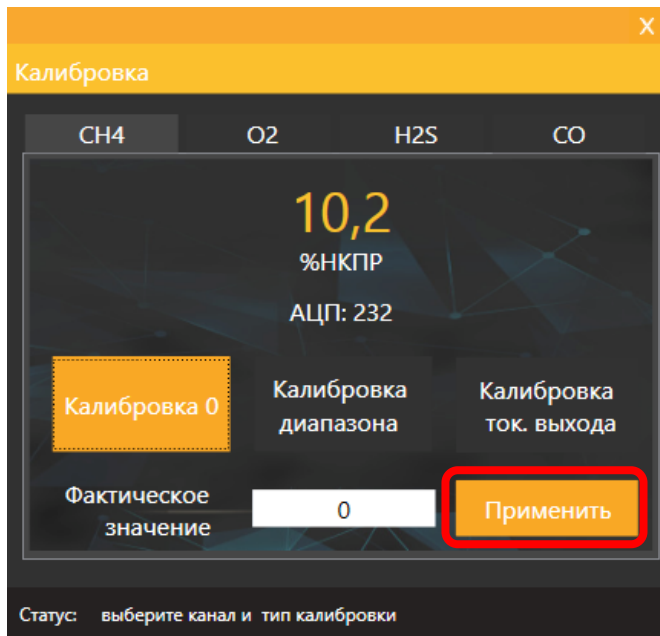 X
Калибровка
CH4 O2 H2S CO
10,2
%НКПР
АЦП: 232
Калибровка 0
Калибровка
диапазона
Калибровка
ток. выхода
Фактическое
значение
0
Применить
Статус: выберите канал и тип калибровки